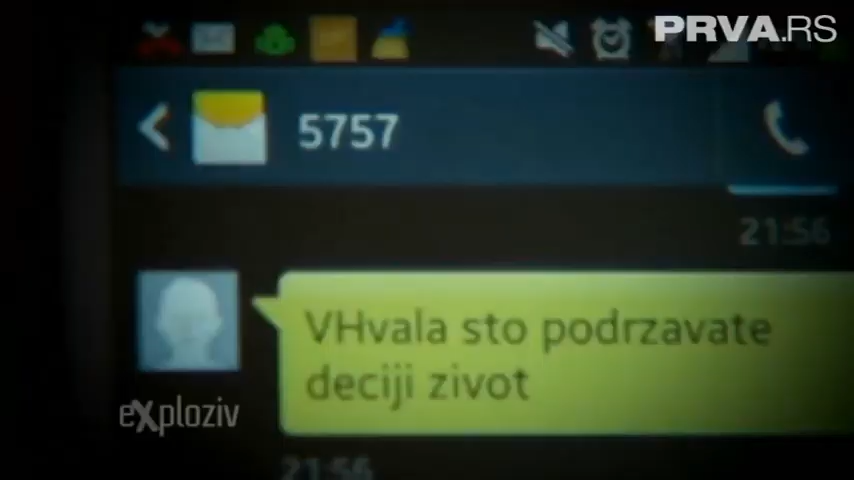 PRVA.RS
5757
21:56
VHvala sto podrzavate
deciji zivot
eXploziv
21:56